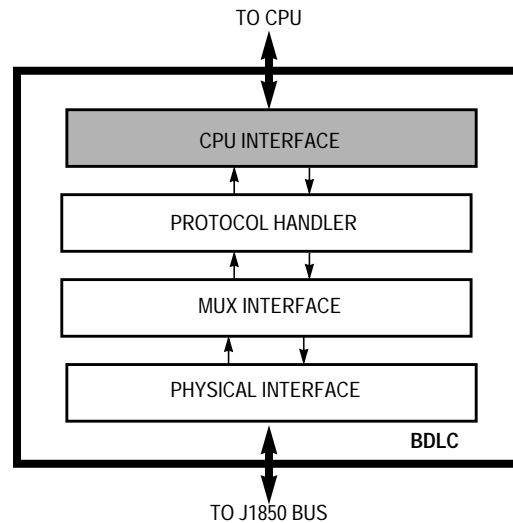 TO CPU
CPU INTERFACE
PROTOCOL HANDLER
MUX INTERFACE
PHYSICAL INTERFACE
BDLC
TO J1850 BUS